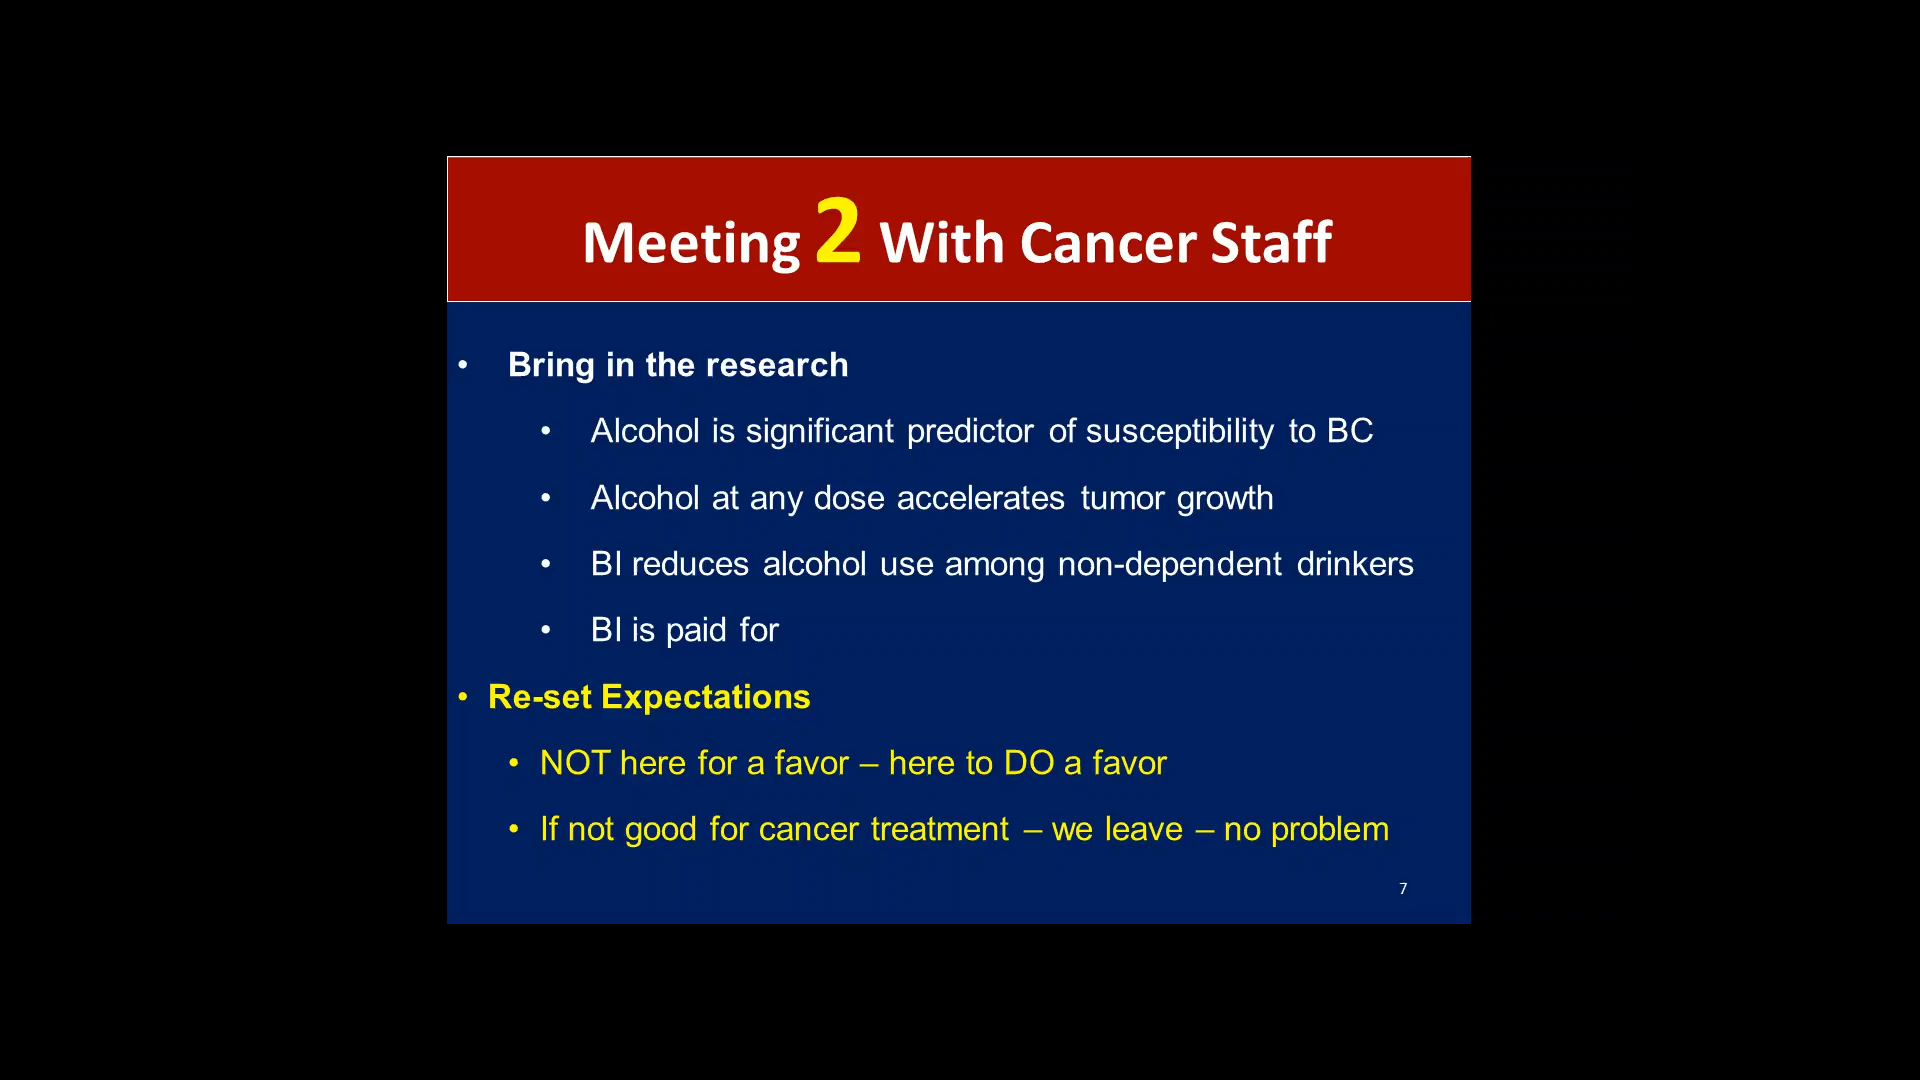 Meeting 2 With Cancer Staff
• Bring in the research
• Alcohol is significant predictor of susceptibility to BC
• Alcohol at any dose accelerates tumor growth
• BI reduces alcohol use among non-dependent drinkers
• BI is paid for
• Re-set Expectations
• NOT here for a favor – here to DO a favor
• If not good for cancer treatment – we leave – no problem
7